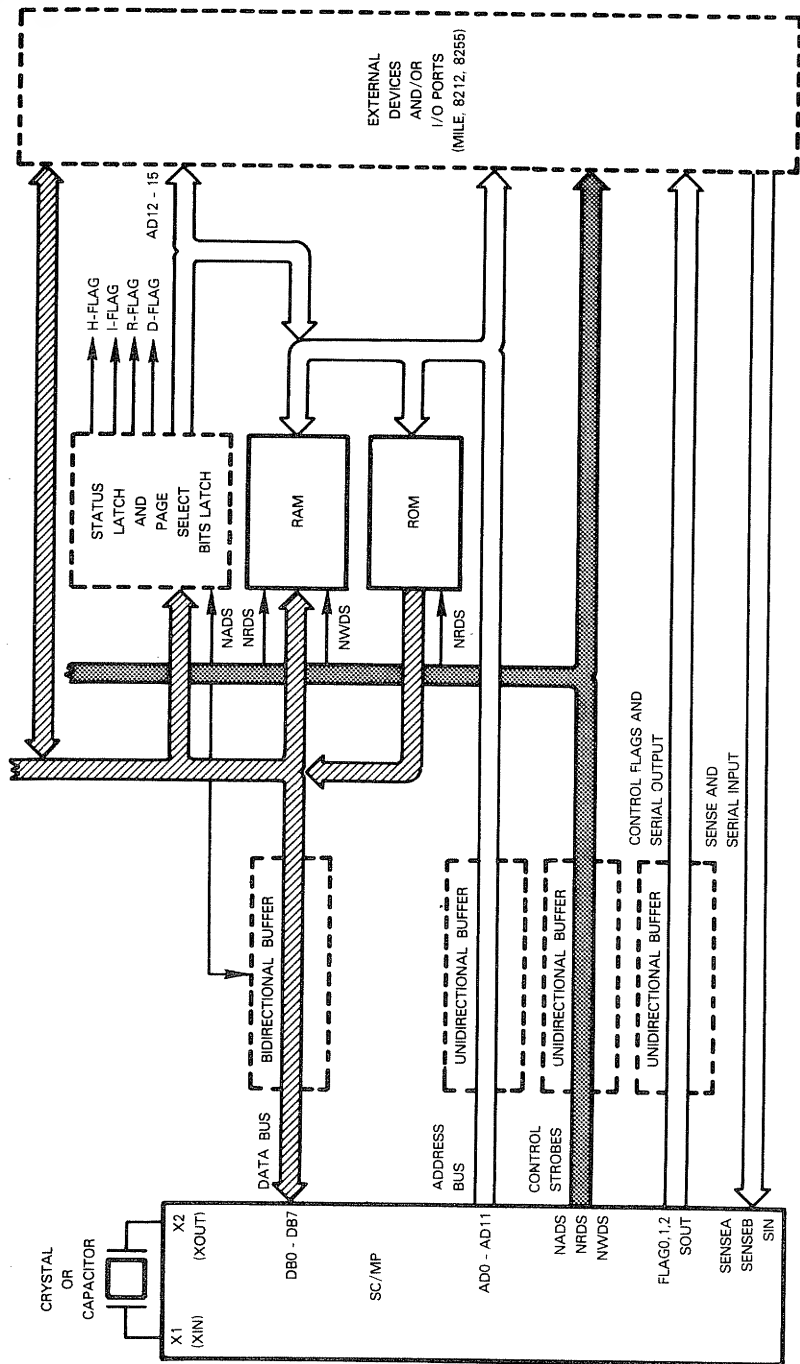 CRYSTAL
OR
CAPACITOR
X1
(XIN)
X2
(XOUT)
DB0 - DB7
SC/MP
AD0 - AD11
NADS
NRDS
NWDS
FLAG0,1,2
SOUT
SENSEA
SENSEB
SIN
DATA BUS
ADDRESS
BUS
CONTROL
STROBES
BIDIRECTIONAL BUFFER
UNIDIRECTIONAL BUFFER
UNIDIRECTIONAL BUFFER
UNIDIRECTIONAL BUFFER
CONTROL FLAGS AND
SERIAL OUTPUT
SENSE AND
SERIAL INPUT
NADS
NRDS
NWDS
NRDS
STATUS
LATCH
AND
PAGE
SELECT
BITS LATCH
RAM
ROM
H-FLAG
I-FLAG
R-FLAG
D-FLAG
AD12 - 15
EXTERNAL
DEVICES
AND/OR
I/O PORTS
(MILE, 8212, 8255)